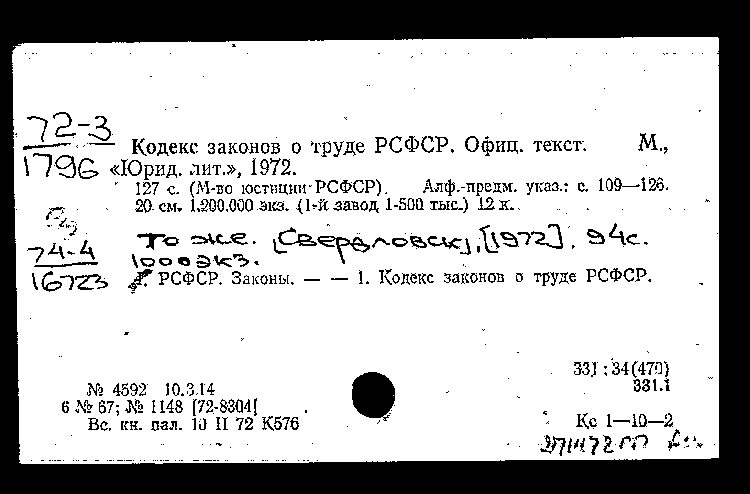 72-3
1796
Кодекс законов о труде РСФСР. Офиц. текст. М.,
«Юрид. лит.», 1972.
127 с. (М-во юстиции РСФСР). Алф.-предм. указ.: с. 109—126.
20 см. 1.200.000 экз. (1-й завод 1-500 тыс.) 12 к.
74-4
16723
То же. [Свердловск], [1972]. 94с.
1000экз.
РСФСР. Законы. — — 1. Кодекс законов о труде РСФСР.
331:34(470)
331.1
№ 4592 10.3.14
6 № 67; № 1148 [72-8304]
Вс. кн. пал. 10 II 72 К576
Кс 1—10—2